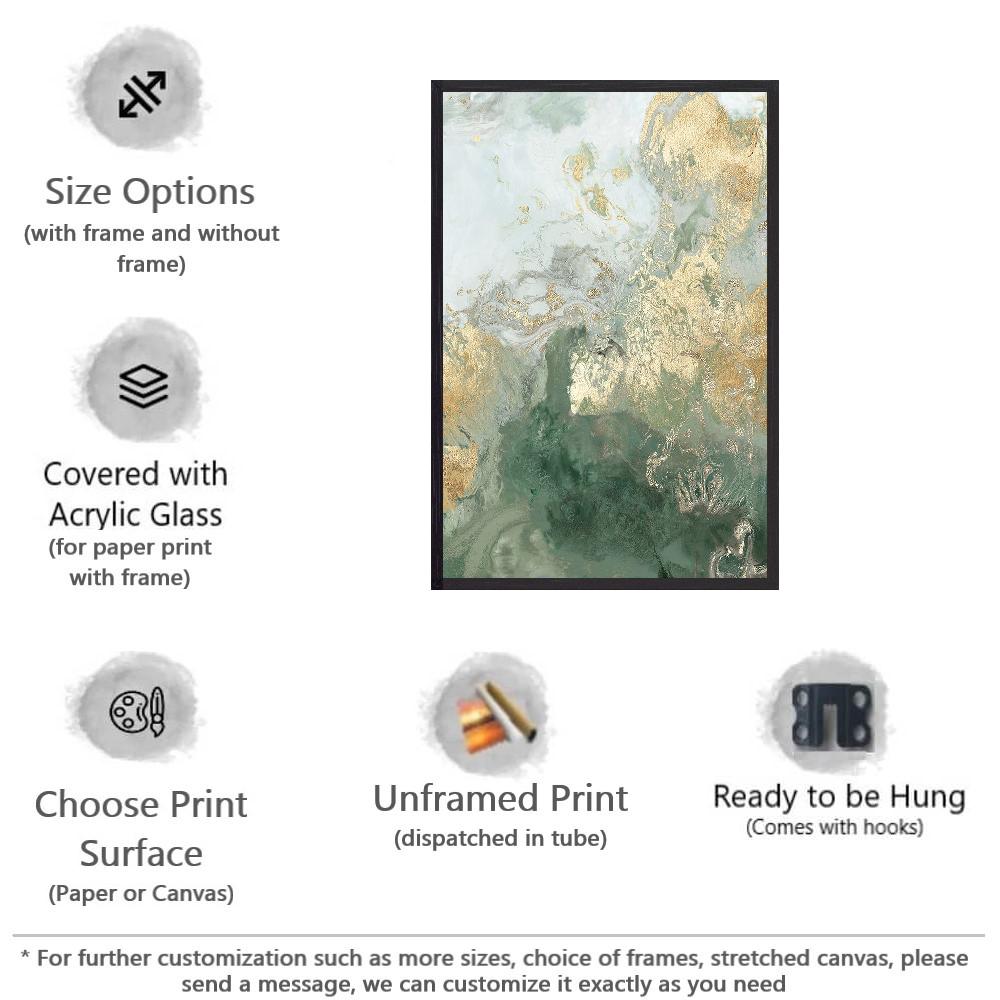 Size Options
(with frame and without
frame)
Covered with
Acrylic Glass
(for paper print
with frame)
Choose Print
Surface
(Paper or Canvas)
Unframed Print
(dispatched in tube)
Ready to be Hung
(Comes with hooks)
* For further customization such as more sizes, choice of frames, stretched canvas, please
send a message, we can customize it exactly as you need